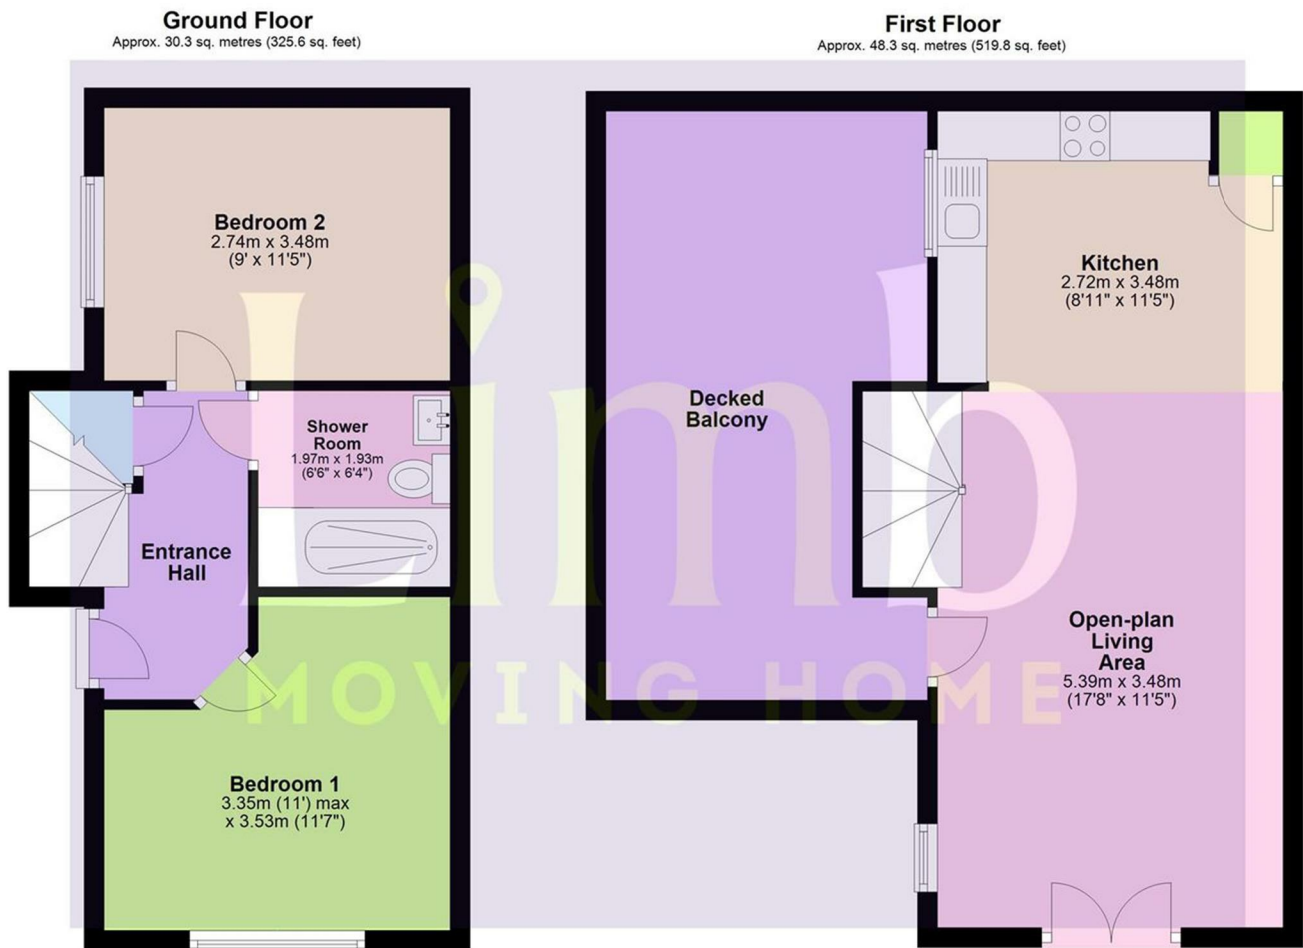 Ground Floor
Approx. 30.3 sq. metres (325.6 sq. feet)
First Floor
Approx. 48.3 sq. metres (519.8 sq. feet)
Bedroom 2
2.74m x 3.48m
(9' x 11'5")
Kitchen
2.72m x 3.48m
(8'11" x 11'5")
Decked
Balcony
Shower
Room
1.97m x 1.93m
(6'6" x 6'4")
Entrance
Hall
Open-plan
Living
Area
5.39m x 3.48m
(17'8" x 11'5")
Bedroom 1
3.35m (11') max
x 3.53m (11'7")
Limb
MOVING HOME